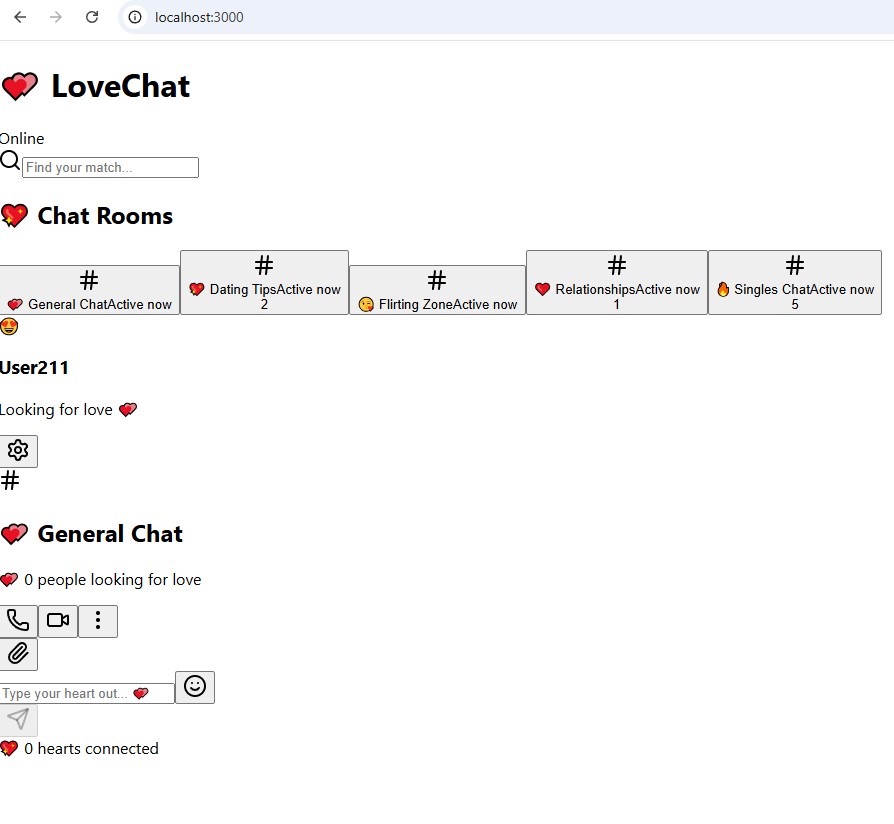 localhost:3000
💕 LoveChat
Online
Find your match...
💖 Chat Rooms
#
💕 General ChatActive now
#
💖 Dating TipsActive now
2
#
😘 Flirting ZoneActive now
#
❤️ RelationshipsActive now
1
#
🔥 Singles ChatActive now
5
😍
User211
Looking for love 💕
#
💕 General Chat
💕 0 people looking for love
Type your heart out... 💕
💖 0 hearts connected